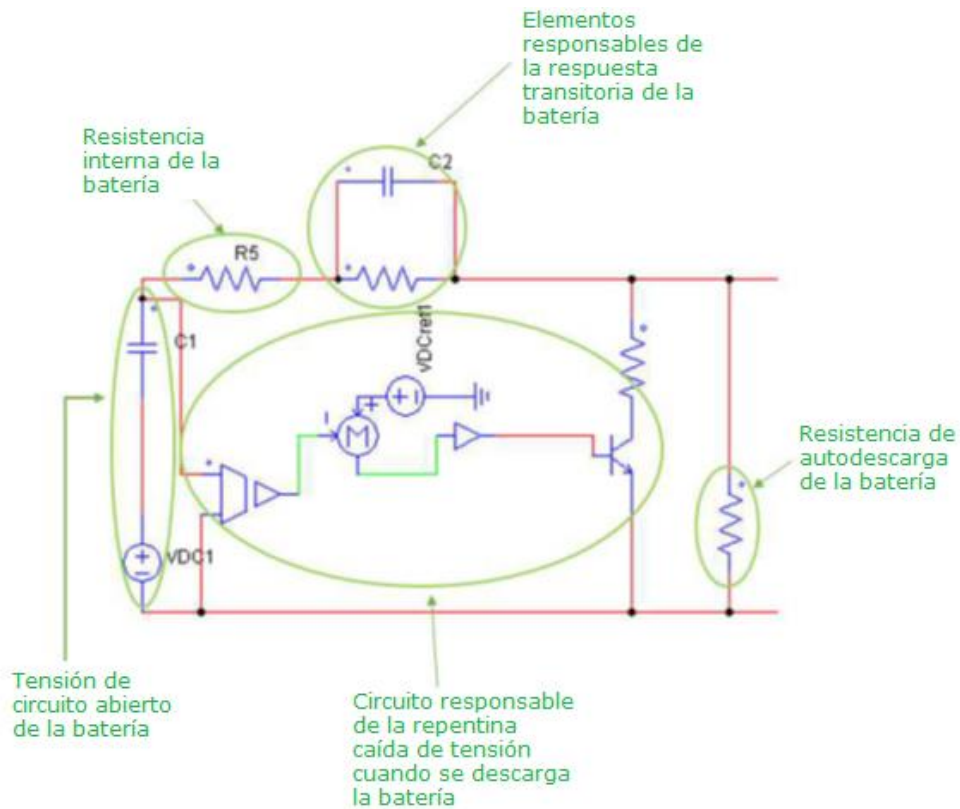 Elementos
responsables de
la respuesta
transitoria de la
batería
Resistencia
interna de la
batería
C2
R5
C1
VDCref1
M
VDC1
Resistencia de
autodescarga
de la batería
Tensión de
circuito abierto
de la batería
Circuito responsable
de la repentina
caída de tensión
cuando se descarga
la batería